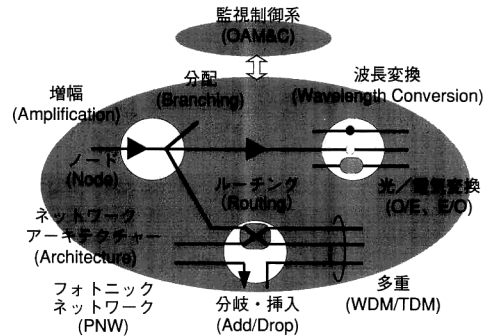 監視制御系
(OAM&C)
分配
(Branching)
波長変換
(Wavelength Conversion)
増幅
(Amplification)
ノード
(Node)
ルーチング
(Routing)
光／電気変換
(O/E、E/O)
ネットワーク
アーキテクチャー
(Architecture)
フォトニック
ネットワーク
(PNW)
分岐・挿入
(Add/Drop)
多重
(WDM/TDM)